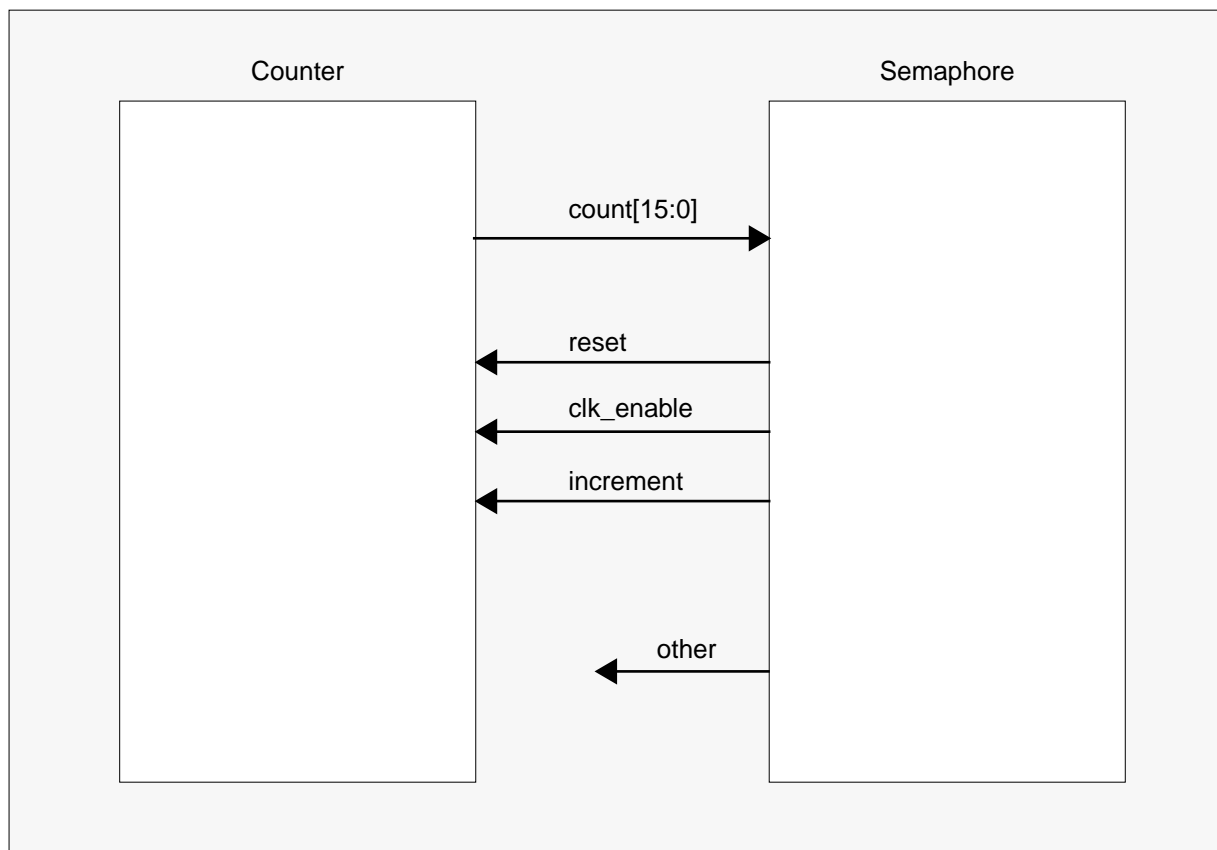 Counter
Semaphore
count[15:0]
reset
clk_enable
increment
other